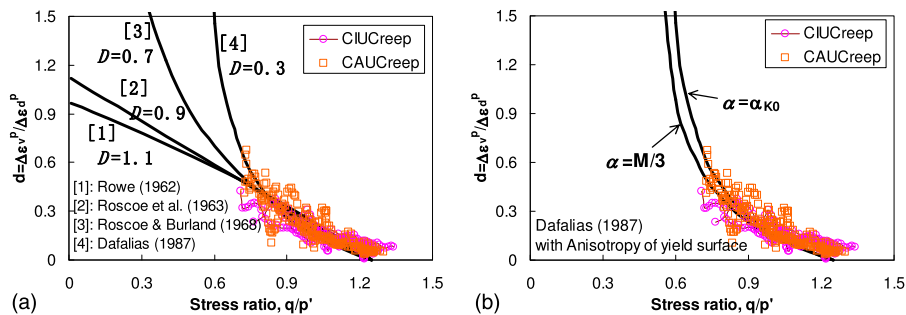 (a)
d=Δεvᵖ/Δεdᵖ
1.5
1.2
0.9
0.6
0.3
0
0 0.3 0.6 0.9 1.2 1.5
Stress ratio, q/p'
[3]
D=0.7
[4]
D=0.3
[2]
D=0.9
[1]
D=1.1
CIUCreep
CAUCreep
[1]: Rowe (1962)
[2]: Roscoe et al. (1963)
[3]: Roscoe & Burland (1968)
[4]: Dafalias (1987)
(b)
d=Δεvᵖ/Δεdᵖ
1.5
1.2
0.9
0.6
0.3
0.0
0 0.3 0.6 0.9 1.2 1.5
Stress ratio, q/p'
CIUCreep
CAUCreep
α=αK0
α=M/3
Dafalias (1987)
with Anisotropy of yield surface